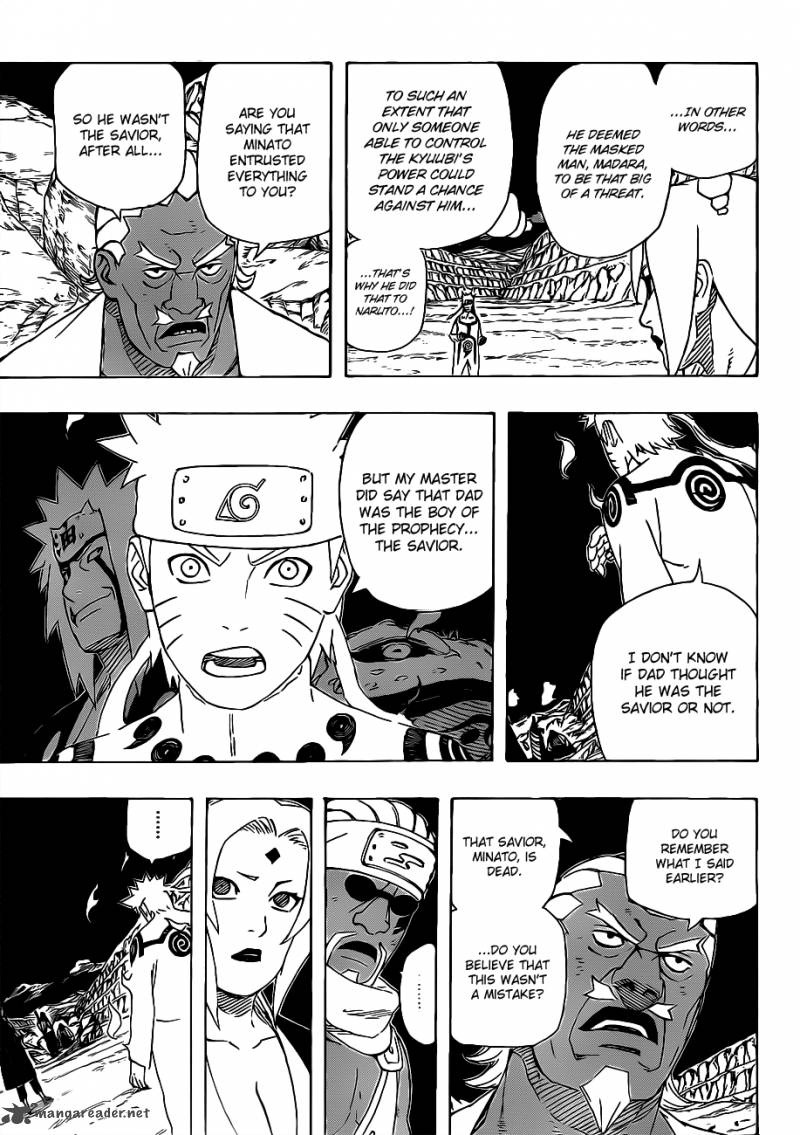 ...IN OTHER
WORDS...
HE DEEMED
THE MASKED
MAN, MADARA,
TO BE THAT BIG
OF A THREAT.
TO SUCH AN
EXTENT THAT
ONLY SOMEONE
ABLE TO CONTROL
THE KYUUBI'S
POWER COULD
STAND A CHANCE
AGAINST HIM...
...THAT'S
WHY HE DID
THAT TO
NARUTO...!
ARE YOU
SAYING THAT
MINATO
ENTRUSTED
EVERYTHING
TO YOU?
SO HE WASN'T
THE SAVIOR,
AFTER ALL...
I DON'T KNOW
IF DAD THOUGHT
HE WAS THE
SAVIOR OR NOT.
BUT MY MASTER
DID SAY THAT DAD
WAS THE BOY OF
THE PROPHECY...
THE SAVIOR.
油
DO YOU
REMEMBER
WHAT I SAID
EARLIER?
THAT SAVIOR,
MINATO, IS
DEAD.
...DO YOU
BELIEVE THAT
THIS WASN'T
A MISTAKE?
.......
.......
mangareader.net